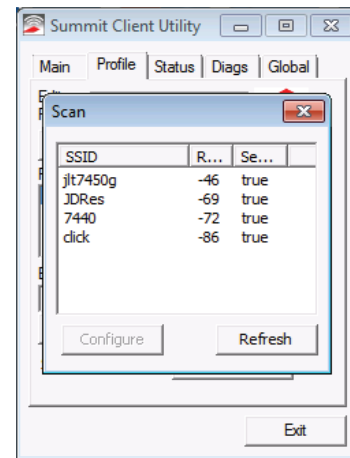 Summit Client Utility
Main Profile Status Diags Global
Scan
SSID R... Se...
jlt7450g -46 true
JDRes -69 true
7440 -72 true
click -86 true
Configure Refresh
Exit